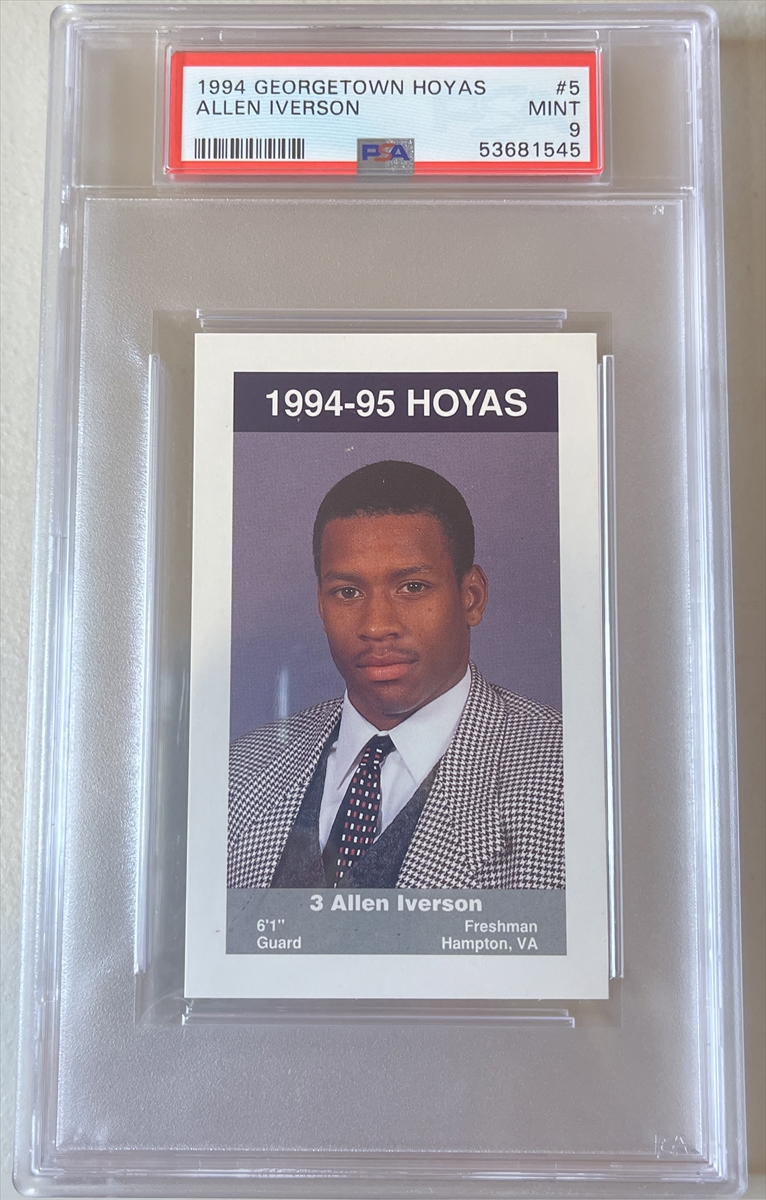 1994 GEORGETOWN HOYAS #5
ALLEN IVERSON MINT
9
PSA 53681545
1994-95 HOYAS
3 Allen Iverson
6'1" Freshman
Guard Hampton, VA